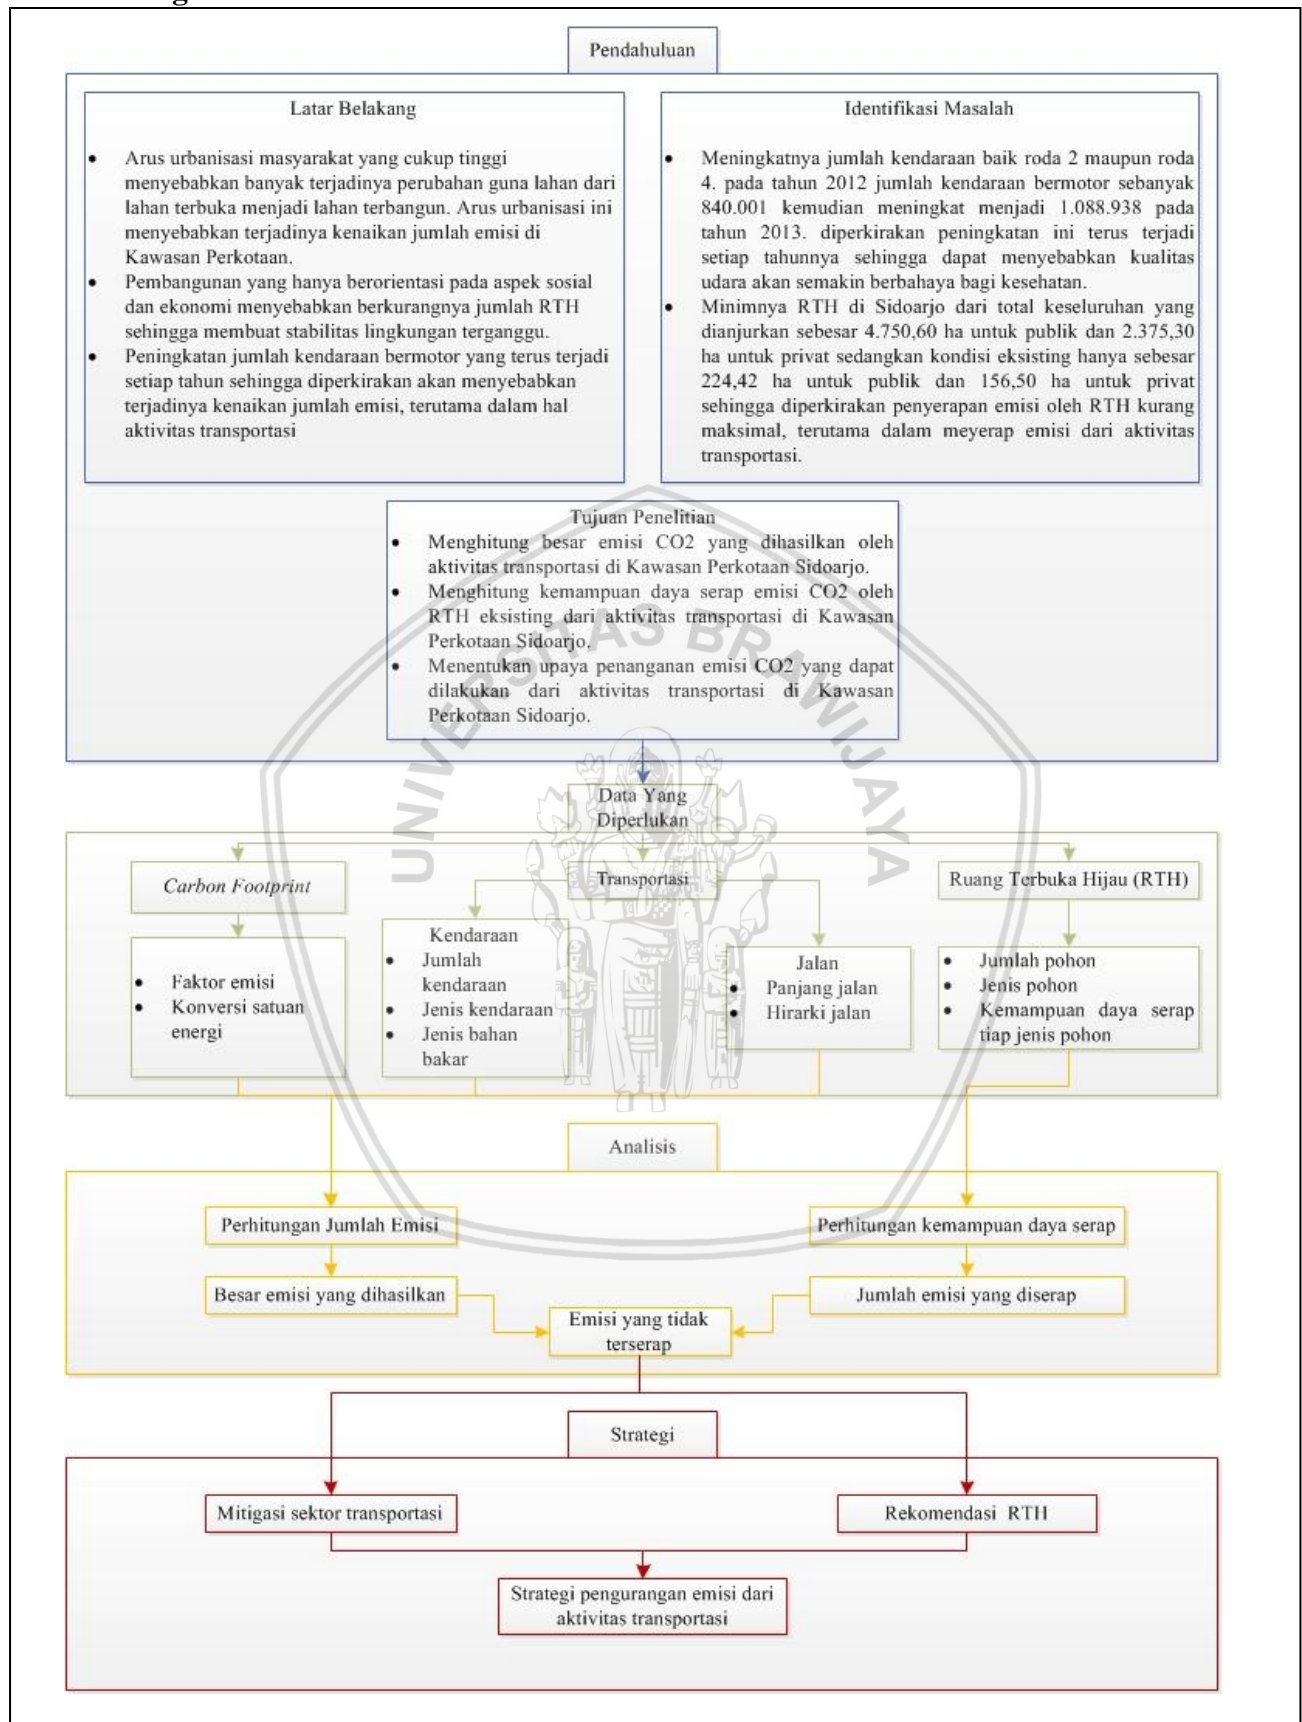 Pendahuluan
Latar Belakang
• Arus urbanisasi masyarakat yang cukup tinggi
menyebabkan banyak terjadinya perubahan guna lahan dari
lahan terbuka menjadi lahan terbangun. Arus urbanisasi ini
menyebabkan terjadinya kenaikan jumlah emisi di
Kawasan Perkotaan.
• Pembangunan yang hanya berorientasi pada aspek sosial
dan ekonomi menyebabkan berkurangnya jumlah RTH
sehingga membuat stabilitas lingkungan terganggu.
• Peningkatan jumlah kendaraan bermotor yang terus terjadi
setiap tahun sehingga diperkirakan akan menyebabkan
terjadinya kenaikan jumlah emisi, terutama dalam hal
aktivitas transportasi
Identifikasi Masalah
• Meningkatnya jumlah kendaraan baik roda 2 maupun roda
4. pada tahun 2012 jumlah kendaraan bermotor sebanyak
840.001 kemudian meningkat menjadi 1.088.938 pada
tahun 2013. diperkirakan peningkatan ini terus terjadi
setiap tahunnya sehingga dapat menyebabkan kualitas
udara akan semakin berbahaya bagi kesehatan.
• Minimnya RTH di Sidoarjo dari total keseluruhan yang
dianjurkan sebesar 4.750,60 ha untuk publik dan 2.375,30
ha untuk privat sedangkan kondisi eksisting hanya sebesar
224,42 ha untuk publik dan 156,50 ha untuk privat
sehingga diperkirakan penyerapan emisi oleh RTH kurang
maksimal, terutama dalam meyerap emisi dari aktivitas
transportasi.
Tujuan Penelitian
• Menghitung besar emisi CO2 yang dihasilkan oleh
aktivitas transportasi di Kawasan Perkotaan Sidoarjo.
• Menghitung kemampuan daya serap emisi CO2 oleh
RTH eksisting dari aktivitas transportasi di Kawasan
Perkotaan Sidoarjo.
• Menentukan upaya penanganan emisi CO2 yang dapat
dilakukan dari aktivitas transportasi di Kawasan
Perkotaan Sidoarjo.
UNIVERSITAS BRAWIJAYA
Data Yang
Diperlukan
Carbon Footprint
Transportasi
Ruang Terbuka Hijau (RTH)
• Faktor emisi
• Konversi satuan
energi
Kendaraan
• Jumlah
kendaraan
• Jenis kendaraan
• Jenis bahan
bakar
Jalan
• Panjang jalan
• Hirarki jalan
• Jumlah pohon
• Jenis pohon
• Kemampuan daya serap
tiap jenis pohon
Analisis
Perhitungan Jumlah Emisi
Perhitungan kemampuan daya serap
Besar emisi yang dihasilkan
Jumlah emisi yang diserap
Emisi yang tidak
terserap
Strategi
Mitigasi sektor transportasi
Rekomendasi RTH
Strategi pengurangan emisi dari
aktivitas transportasi